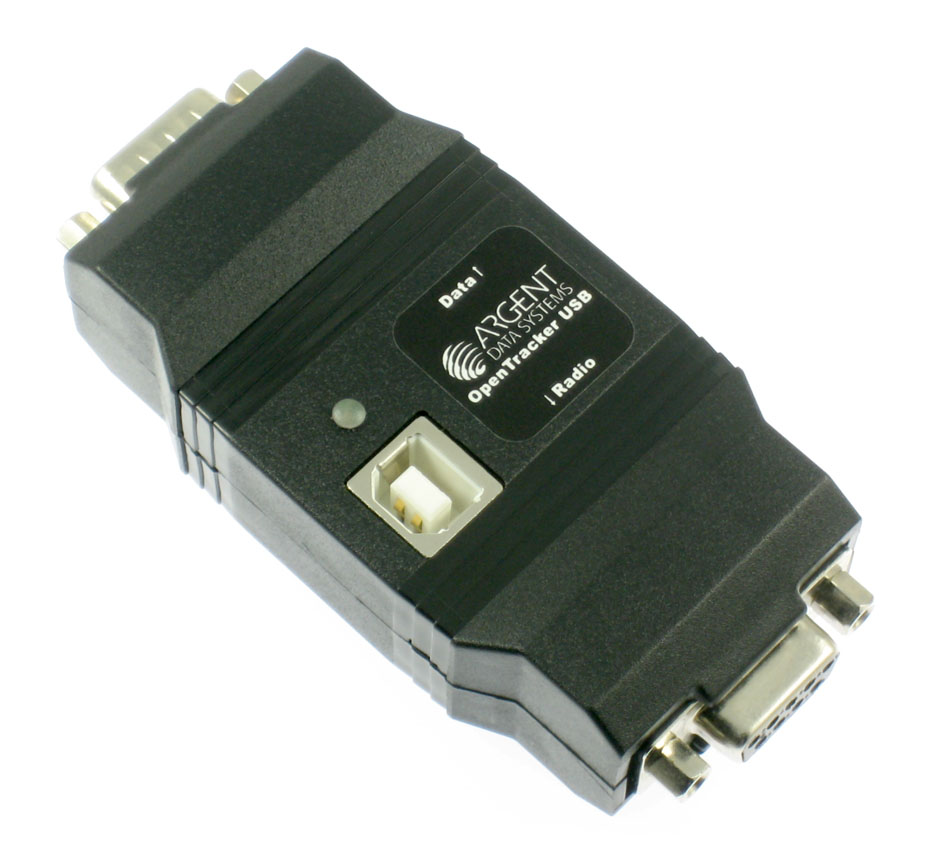 Data↑
ARGENT
DATA SYSTEMS
OpenTracker USB
↓Radio